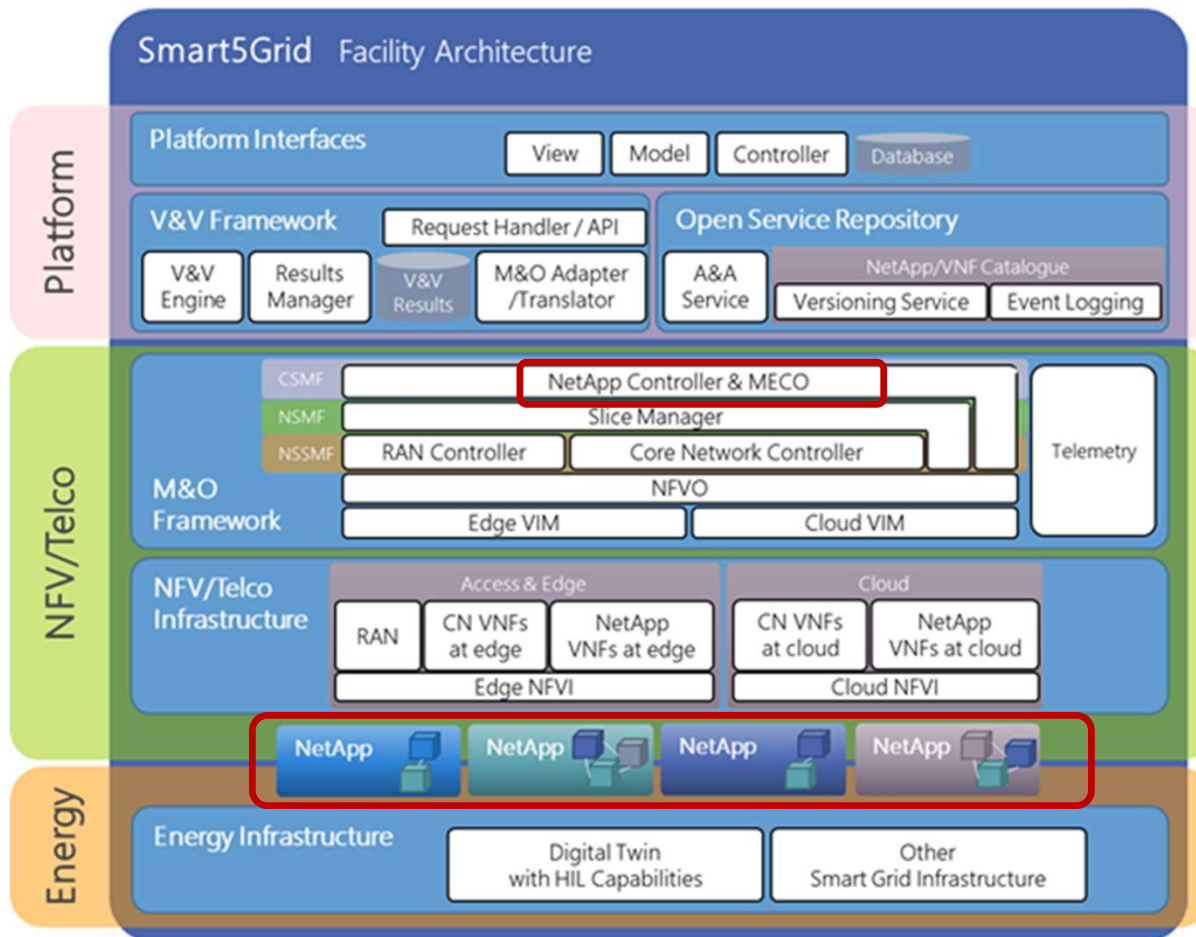 Smart5Grid Facility Architecture
Platform
Platform Interfaces
View
Model
Controller
Database
V&V Framework
Request Handler / API
V&V
Engine
Results
Manager
V&V
Results
M&O Adapter
/Translator
Open Service Repository
A&A
Service
NetApp/VNF Catalogue
Versioning Service
Event Logging
NFV/Telco
M&O
Framework
CSMF
NetApp Controller & MECO
NSMF
Slice Manager
NSSMF
RAN Controller
Core Network Controller
NFVO
Edge VIM
Cloud VIM
Telemetry
NFV/Telco
Infrastructure
Access & Edge
RAN
CN VNFs
at edge
NetApp
VNFs at edge
Edge NFVI
Cloud
CN VNFs
at cloud
NetApp
VNFs at cloud
Cloud NFVI
NetApp
NetApp
NetApp
NetApp
Energy
Energy Infrastructure
Digital Twin
with HIL Capabilities
Other
Smart Grid Infrastructure